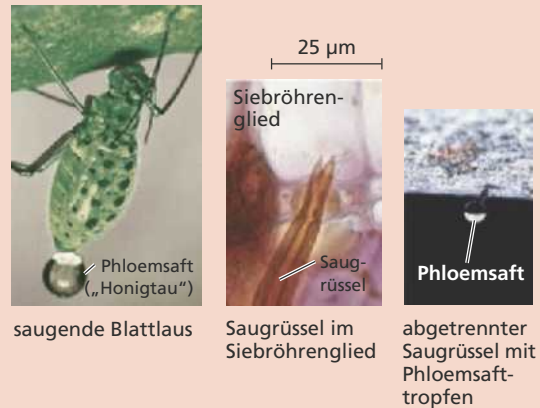 25 µm
Siebröhren-
glied
Phloemsaft
(„Honigtau“)
Saug-
rüssel
Phloemsaft
saugende Blattlaus
Saugrüssel im
Siebröhrenglied
abgetrennter
Saugrüssel mit
Phloemsaft-
tropfen